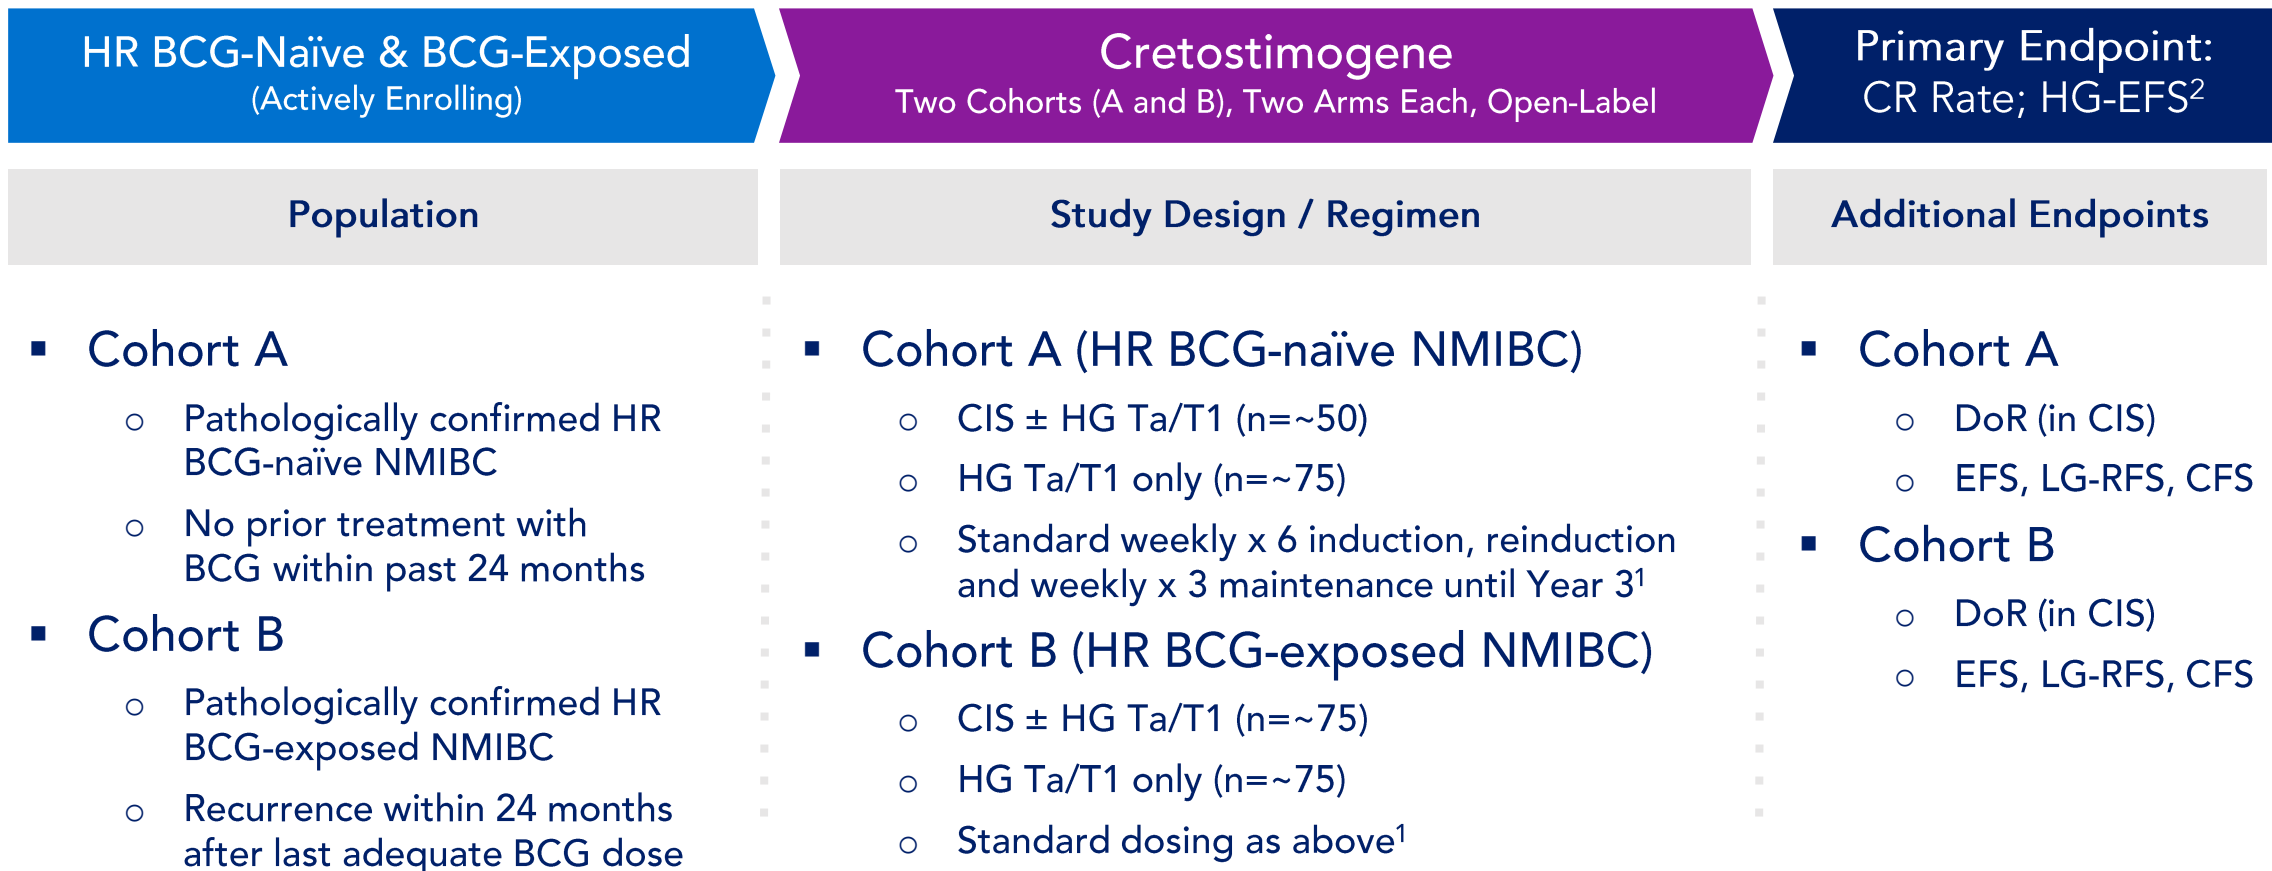 HR BCG-Naïve & BCG-Exposed
(Actively Enrolling)
Cretostimogene
Two Cohorts (A and B), Two Arms Each, Open-Label
Primary Endpoint:
CR Rate; HG-EFS²
Population
▪ Cohort A
o Pathologically confirmed HR
BCG-naïve NMIBC
o No prior treatment with
BCG within past 24 months
▪ Cohort B
o Pathologically confirmed HR
BCG-exposed NMIBC
o Recurrence within 24 months
after last adequate BCG dose
Study Design / Regimen
▪ Cohort A (HR BCG-naïve NMIBC)
o CIS ± HG Ta/T1 (n=~50)
o HG Ta/T1 only (n=~75)
o Standard weekly x 6 induction, reinduction
and weekly x 3 maintenance until Year 3¹
▪ Cohort B (HR BCG-exposed NMIBC)
o CIS ± HG Ta/T1 (n=~75)
o HG Ta/T1 only (n=~75)
o Standard dosing as above¹
Additional Endpoints
▪ Cohort A
o DoR (in CIS)
o EFS, LG-RFS, CFS
▪ Cohort B
o DoR (in CIS)
o EFS, LG-RFS, CFS